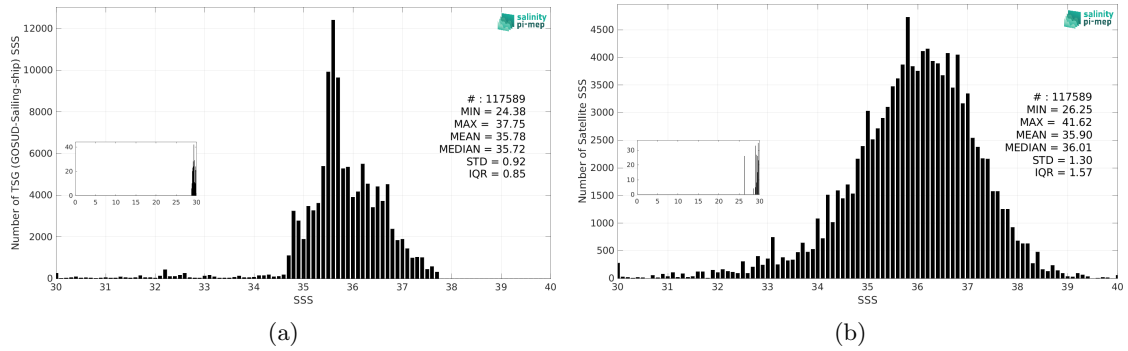 salinity
pi-mep
Number of TSG (GOSUD-Sailing-ship) SSS
12000
10000
8000
6000
4000
2000
0
# : 117589
MIN = 24.38
MAX = 37.75
MEAN = 35.78
MEDIAN = 35.72
STD = 0.92
IQR = 0.85
40
20
0
0 5 10 15 20 25 30
30 31 32 33 34 35 36 37 38 39 40
SSS
(a)
salinity
pi-mep
Number of Satellite SSS
4500
4000
3500
3000
2500
2000
1500
1000
500
0
# : 117589
MIN = 26.25
MAX = 41.62
MEAN = 35.90
MEDIAN = 36.01
STD = 1.30
IQR = 1.57
30
20
10
0
0 5 10 15 20 25 30
30 31 32 33 34 35 36 37 38 39 40
SSS
(b)